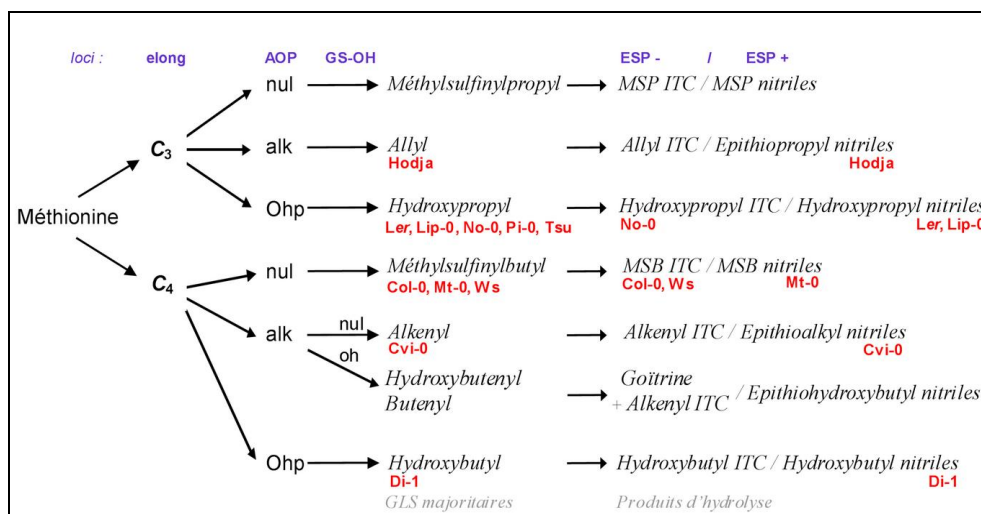 loci : elong AOP GS-OH ESP - / ESP +
nul Méthylsulfinylpropyl MSP ITC / MSP nitriles
C3 alk Allyl Allyl ITC / Epithiopropyl nitriles
Hodja Hodja
Méthionine
Ohp Hydroxypropyl Hydroxypropyl ITC / Hydroxypropyl nitriles
Ler, Lip-0, No-0, Pi-0, Tsu No-0 Ler, Lip-0
C4 nul Méthylsulfinylbutyl MSB ITC / MSB nitriles
Col-0, Mt-0, Ws Col-0, Ws Mt-0
alk nul Alkenyl Alkenyl ITC / Epithioalkyl nitriles
Cvi-0 Cvi-0
oh Hydroxybutenyl Goïtrine
Butenyl + Alkenyl ITC / Epithiohydroxybutyl nitriles
Ohp Hydroxybutyl Hydroxybutyl ITC / Hydroxybutyl nitriles
Di-1 Di-1
GLS majoritaires Produits d'hydrolyse